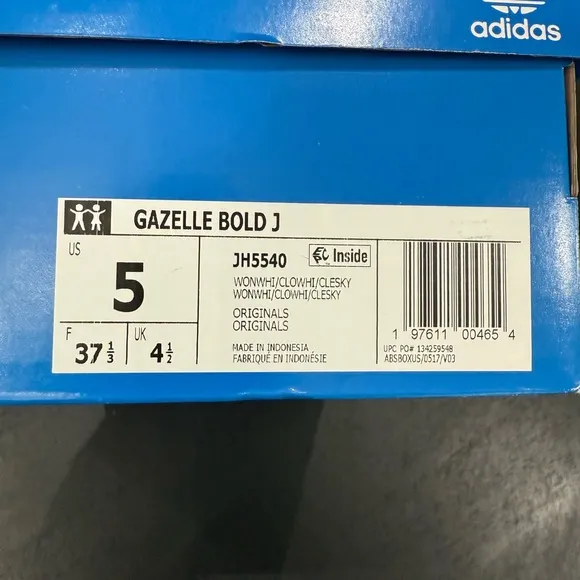 adidas
GAZELLE BOLD J
US
5
F
37 1/3
UK
4 1/2
JH5540
Inside
WONWHI/CLOWHI/CLESKY
WONWHI/CLOWHI/CLESKY
ORIGINALS
ORIGINALS
MADE IN INDONESIA
FABRIQUÉ EN INDONÉSIE
1 97611 00465 4
UPC PO# 134259548
ABSBOXUS/0517/V03